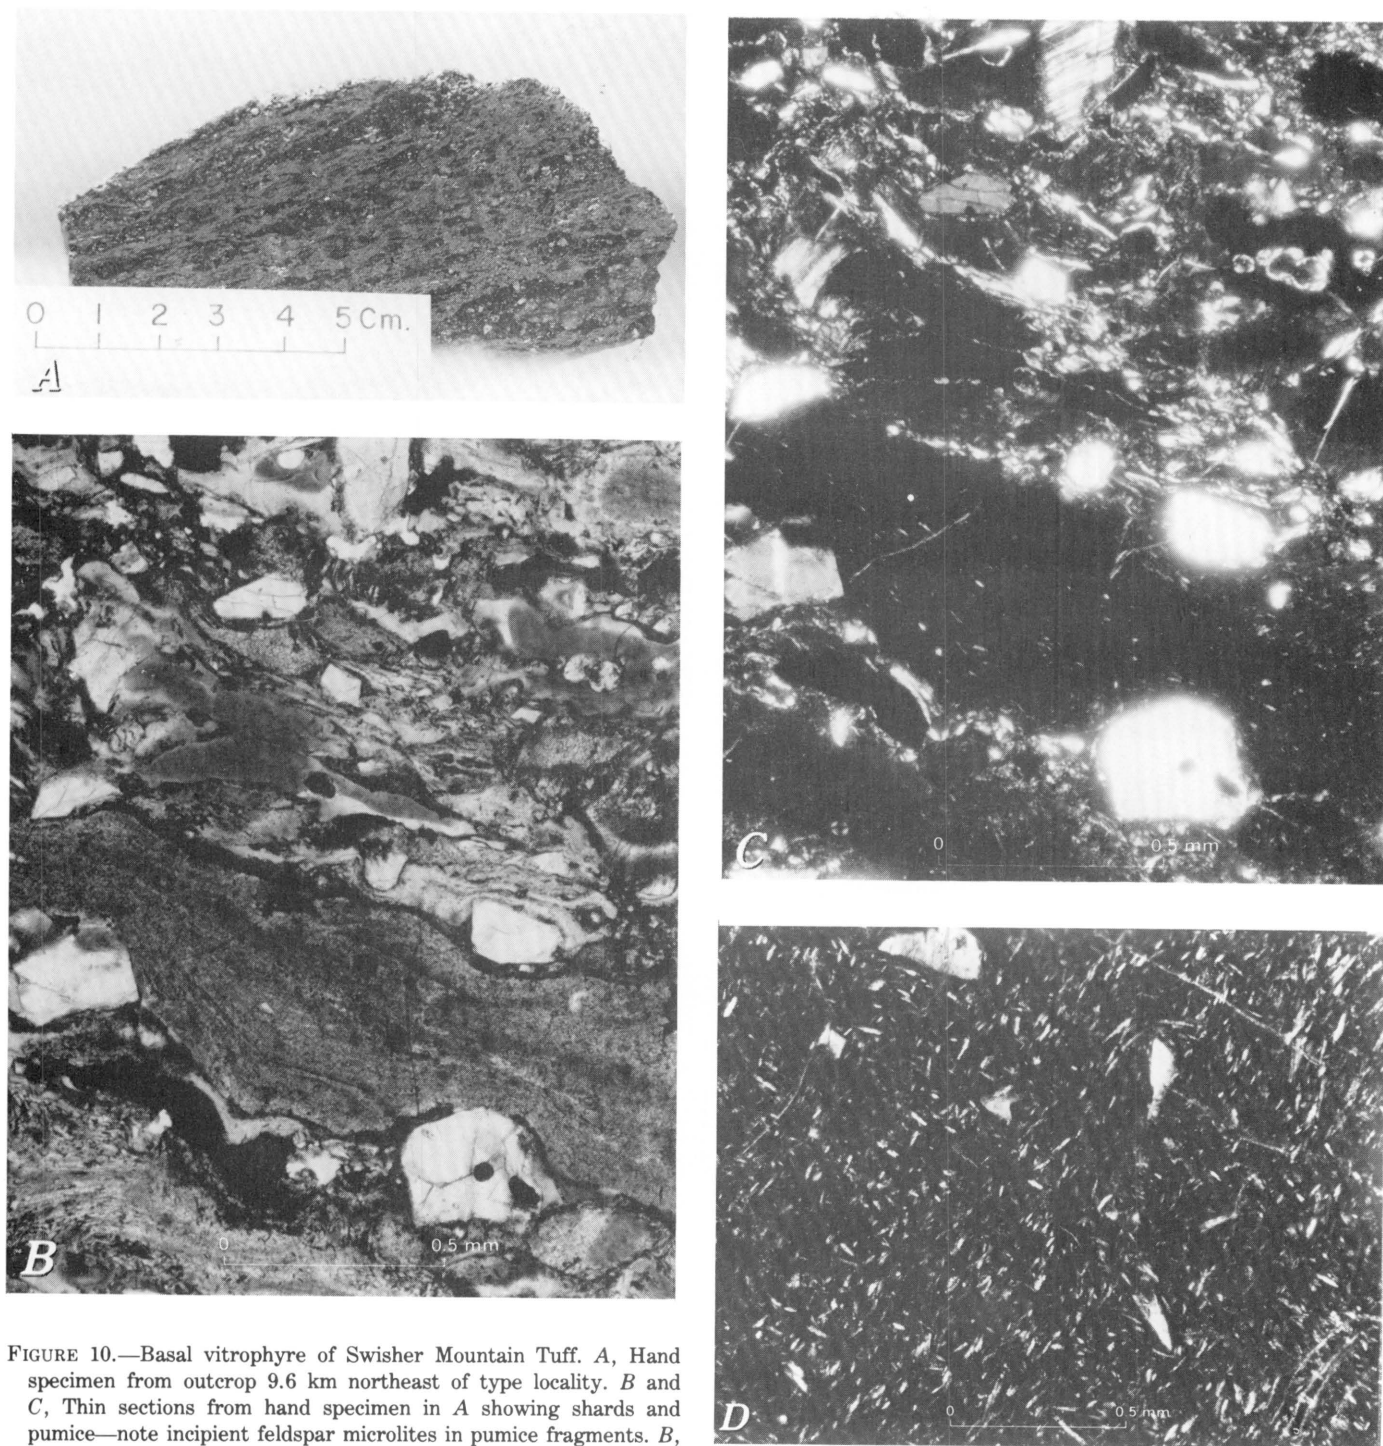 0 1 2 3 4 5 Cm.
A
B
0 0.5 mm
C
0 0.5 mm
D
0 0.5 mm
FIGURE 10.—Basal vitrophyre of Swisher Mountain Tuff. A, Hand
specimen from outcrop 9.6 km northeast of type locality. B and
C, Thin sections from hand specimen in A showing shards and
pumice—note incipient feldspar microlites in pumice fragments. B,